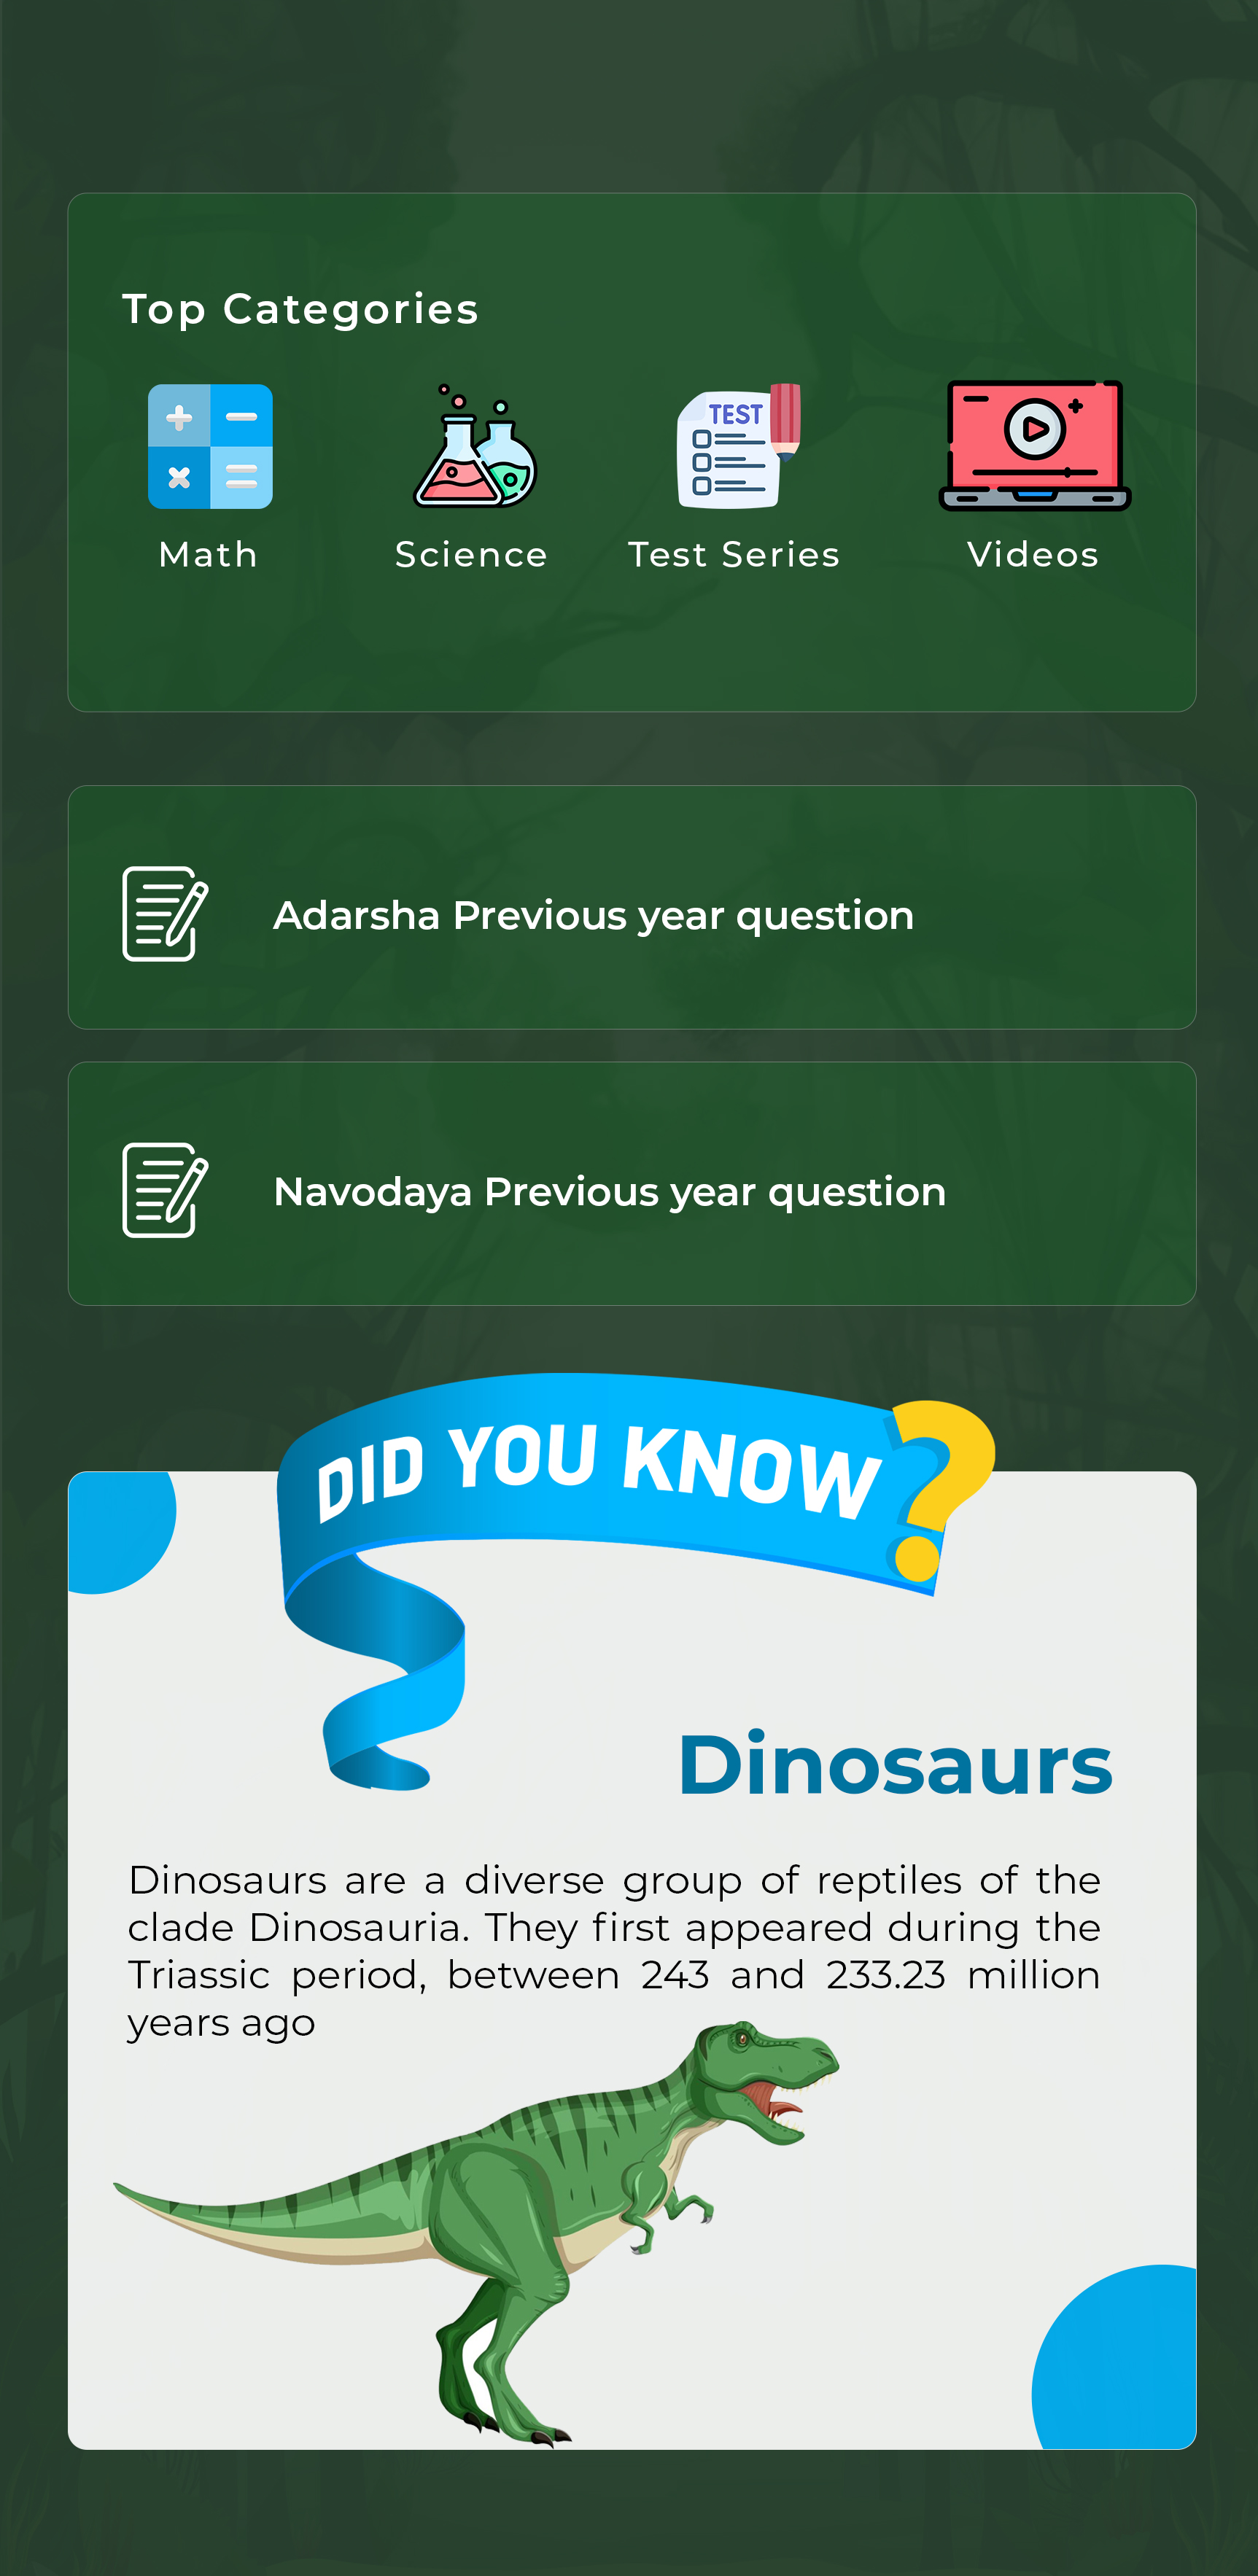 Top Categories
TEST
Math
Science
Test Series
Videos
Adarsha Previous year question
Navodaya Previous year question
DID YOU KNOW?
Dinosaurs
Dinosaurs are a diverse group of reptiles of the
clade Dinosauria. They first appeared during the
Triassic period, between 243 and 233.23 million
years ago